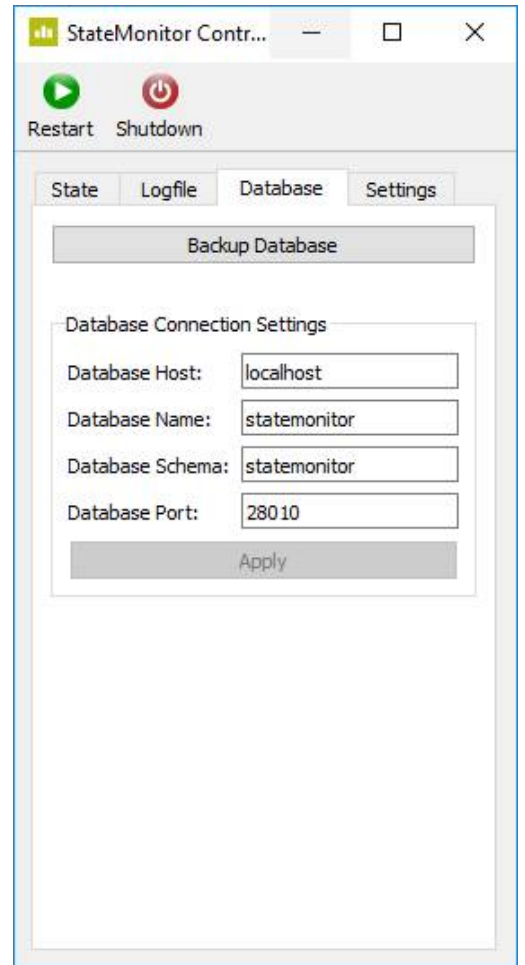 StateMonitor Contr...
Restart Shutdown
State Logfile Database Settings
Backup Database
Database Connection Settings
Database Host: localhost
Database Name: statemonitor
Database Schema: statemonitor
Database Port: 28010
Apply